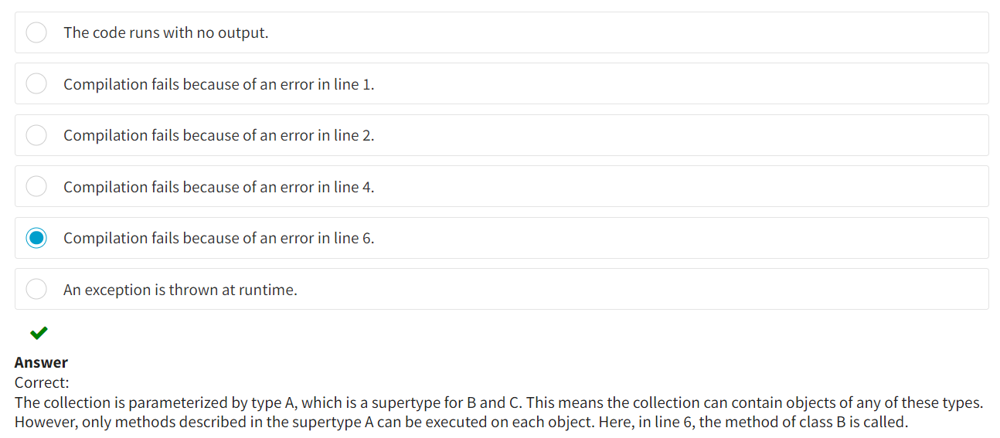 The code runs with no output.
Compilation fails because of an error in line 1.
Compilation fails because of an error in line 2.
Compilation fails because of an error in line 4.
Compilation fails because of an error in line 6.
An exception is thrown at runtime.
Answer
Correct:
The collection is parameterized by type A, which is a supertype for B and C. This means the collection can contain objects of any of these types.
However, only methods described in the supertype A can be executed on each object. Here, in line 6, the method of class B is called.